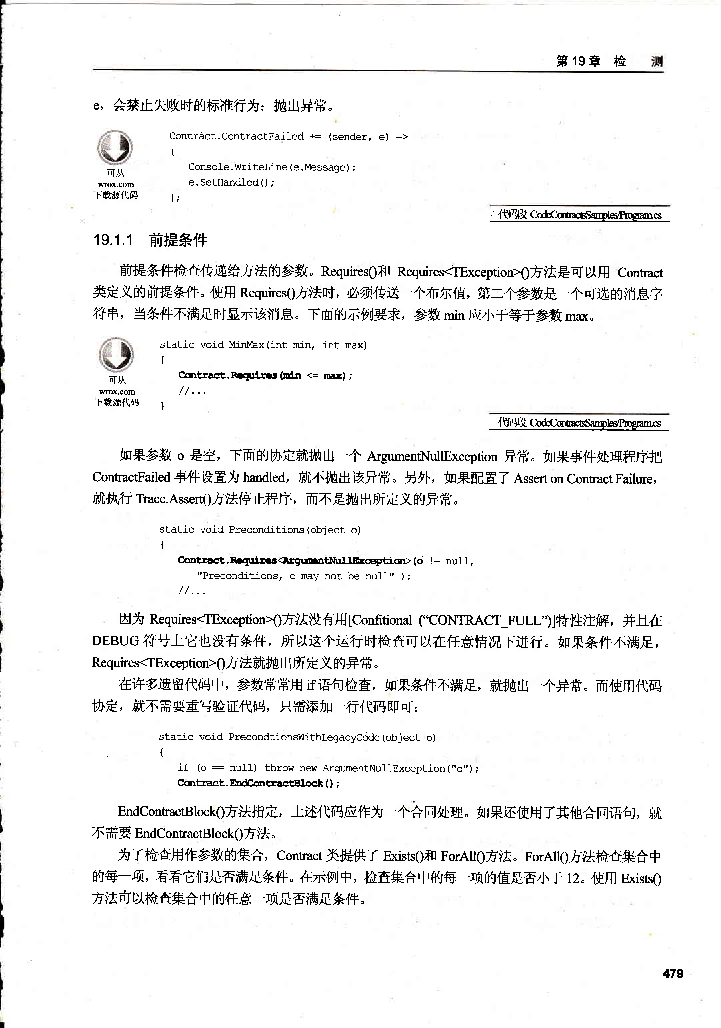 第19章 检 测
e，会禁止失败时的标准行为：抛出异常。
Contract.ContractFailed += (sender, e) =>
{
Console.WriteLine(e.Message);
e.SetHandled();
};
可从
wrox.com
下载源代码
代码段 CodeContractsSamples/Program.cs
19.1.1 前提条件
前提条件检查传递给方法的参数。Requires()和 Requires<TException>()方法是可以用 Contract
类定义的前提条件。使用 Requires()方法时，必须传送一个布尔值，第二个参数是一个可选的消息字
符串，当条件不满足时显示该消息。下面的示例要求，参数 min 应小于等于参数 max。
static void MinMax(int min, int max)
{
Contract.Requires(min <= max);
//...
}
可从
wrox.com
下载源代码
代码段 CodeContractsSamples/Program.cs
如果参数 o 是空，下面的协定就抛出一个 ArgumentNullException 异常。如果事件处理程序把
ContractFailed 事件设置为 handled，就不抛出该异常。另外，如果配置了 Assert on Contract Failure，
就执行 Trace.Assert()方法停止程序，而不是抛出所定义的异常。
static void Preconditions(object o)
{
Contract.Requires<ArgumentNullException>(o != null,
"Preconditions, o may not be null" );
//...
因为 Requires<TException>()方法没有用[Confitional (“CONTRACT_FULL”)]特性注解，并且在
DEBUG 符号上它也没有条件，所以这个运行时检查可以在任意情况下进行。如果条件不满足，
Requires<TException>()方法就抛出所定义的异常。
在许多遗留代码中，参数常常用 if 语句检查，如果条件不满足，就抛出一个异常。而使用代码
协定，就不需要重写验证代码，只需添加一行代码即可：
static void PrecondtionsWithLegacyCode(object o)
{
if (o == null) throw new ArgumentNullException("o");
Contract.EndContractBlock();
EndContractBlock()方法指定，上述代码应作为一个合同处理。如果还使用了其他合同语句，就
不需要 EndContractBlock()方法。
为了检查用作参数的集合，Contract 类提供了 Exists()和 ForAll()方法。ForAll()方法检查集合中
的每一项，看看它们是否满足条件。在示例中，检查集合中的每一项的值是否小于 12。使用 Exists()
方法可以检查集合中的任意一项是否满足条件。
479